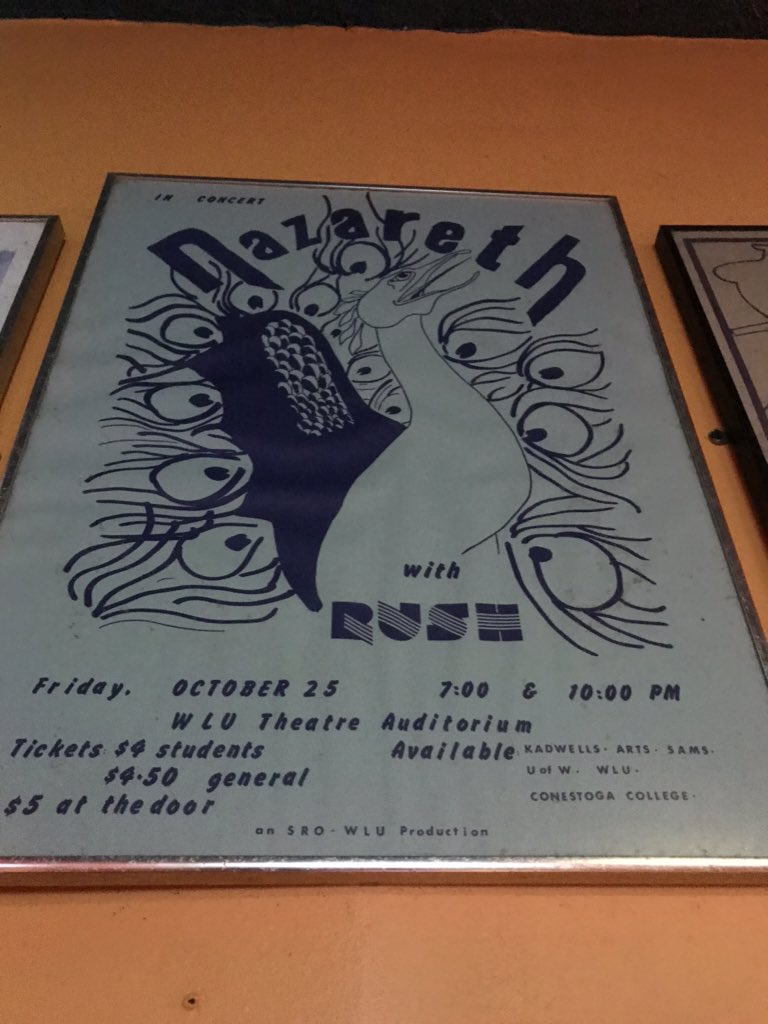 IN CONCERT
nazareth
with
RUSH
Friday. OCTOBER 25 7:00 & 10:00 PM
WLU Theatre Auditorium
Tickets $4 students Available KADWELLS· ARTS· SAMS·
$4·50 general U of W· WLU·
$5 at the door CONESTOGA COLLEGE·
an SRO-WLU Production